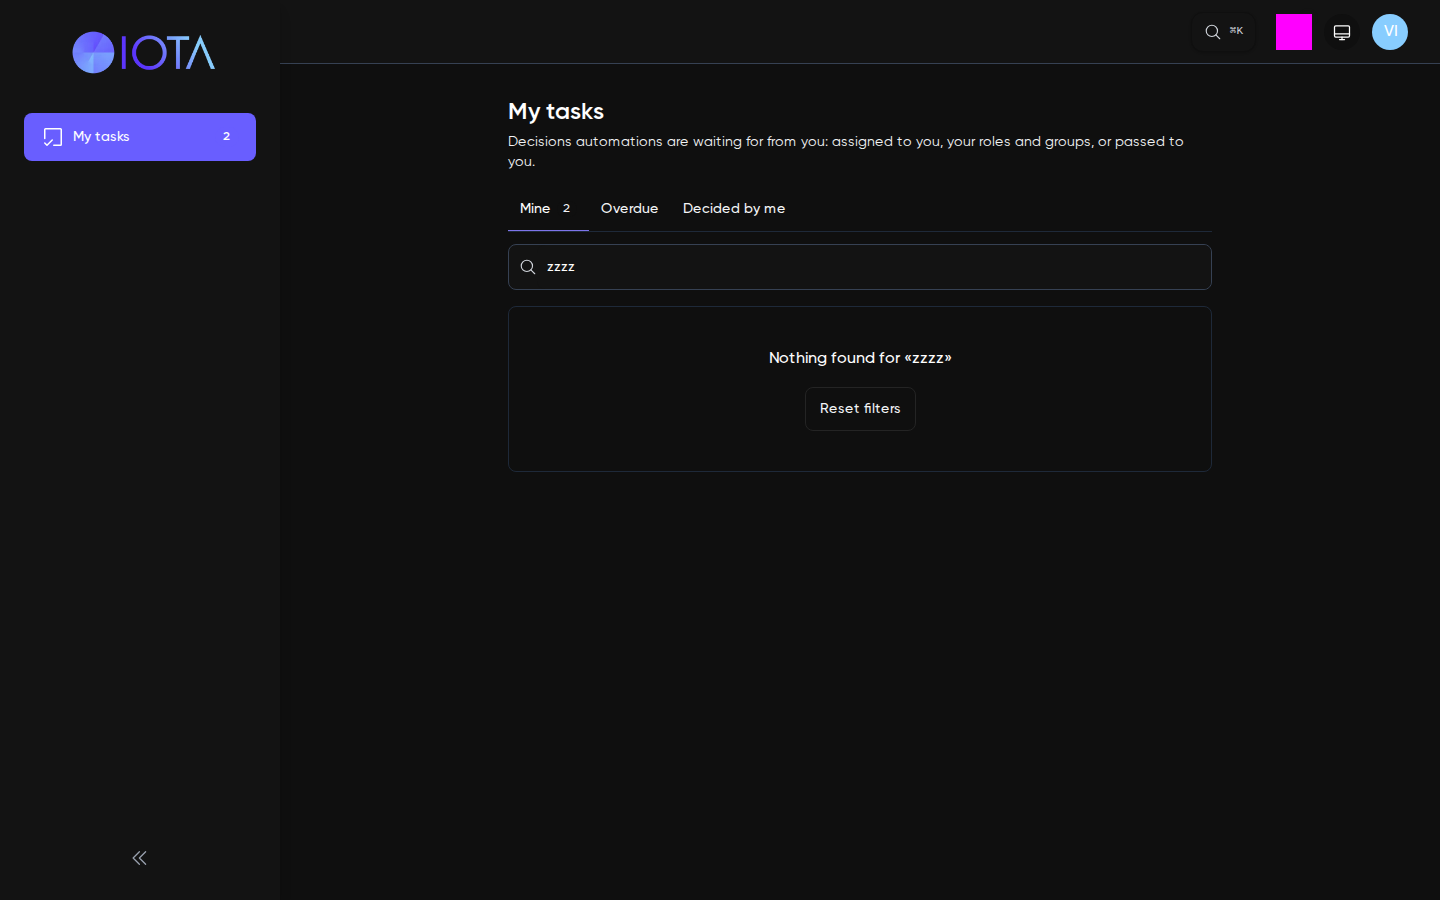 IOTA
⌘K
VI
My tasks 2
My tasks
Decisions automations are waiting for from you: assigned to you, your roles and groups, or passed to
you.
Mine 2 Overdue Decided by me
zzzz
Nothing found for «zzzz»
Reset filters